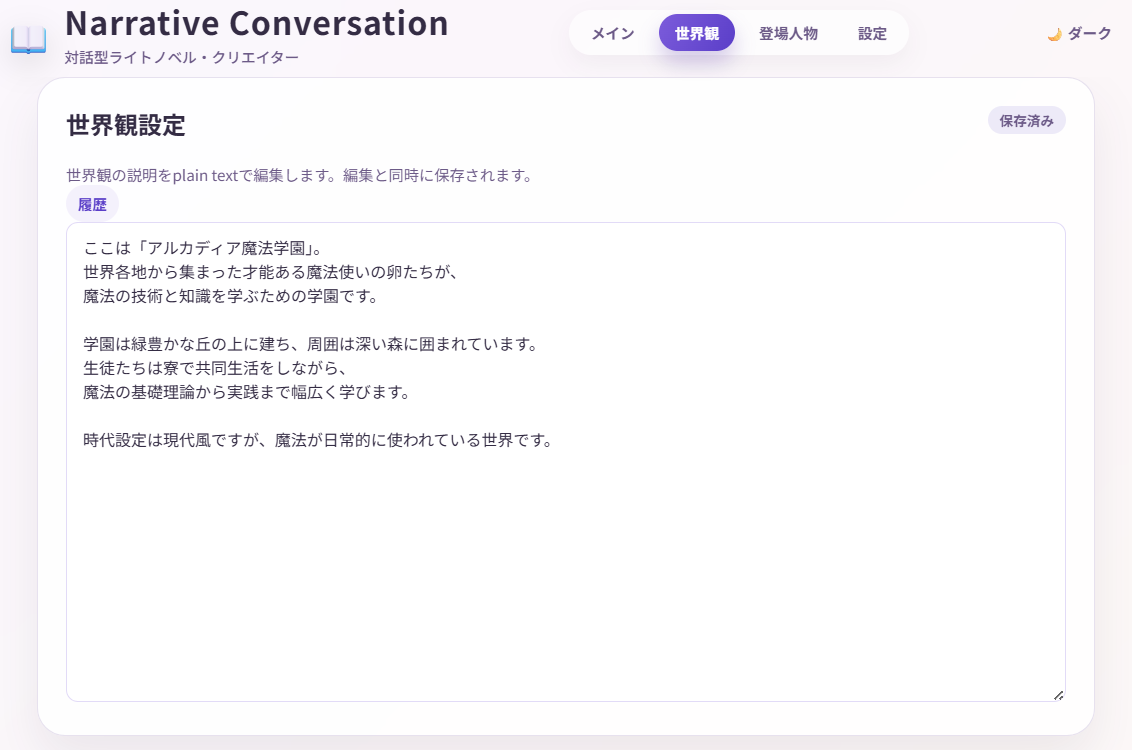 Narrative Conversation
対話型ライトノベル・クリエイター
メイン
世界観
登場人物
設定
🌙 ダーク
世界観設定
保存済み
世界観の説明をplain textで編集します。編集と同時に保存されます。
履歴
ここは「アルカディア魔法学園」。
世界各地から集まった才能ある魔法使いの卵たちが、
魔法の技術と知識を学ぶための学園です。
学園は緑豊かな丘の上に建ち、周囲は深い森に囲まれています。
生徒たちは寮で共同生活をしながら、
魔法の基礎理論から実践まで幅広く学びます。
時代設定は現代風ですが、魔法が日常的に使われている世界です。